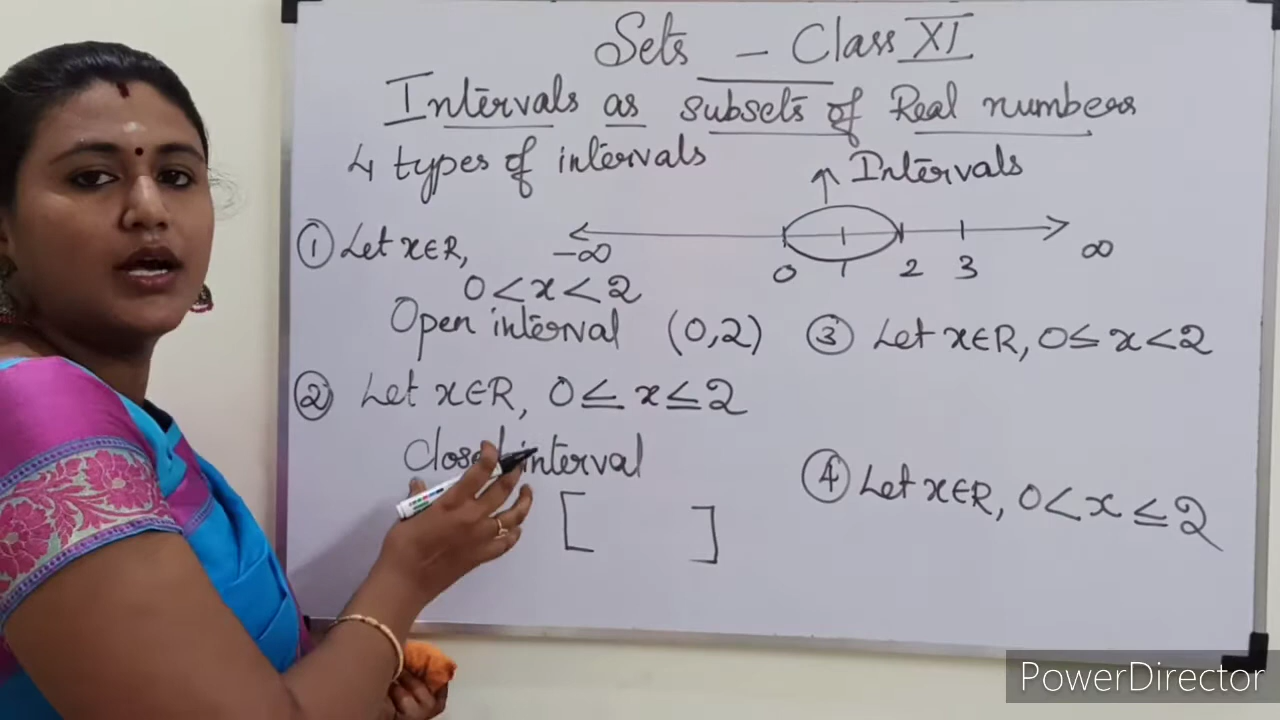 Sets - Class XI
Intervals as subsets of Real numbers
4 types of intervals
↑ Intervals
① Let x∈R,
-∞ 0 1 2 3 ∞
0<x<2
Open interval (0,2)
③ Let x∈R, 0≤x<2
② Let x∈R, 0≤x≤2
Closed interval
[ ]
④ Let x∈R, 0<x≤2
PowerDirector